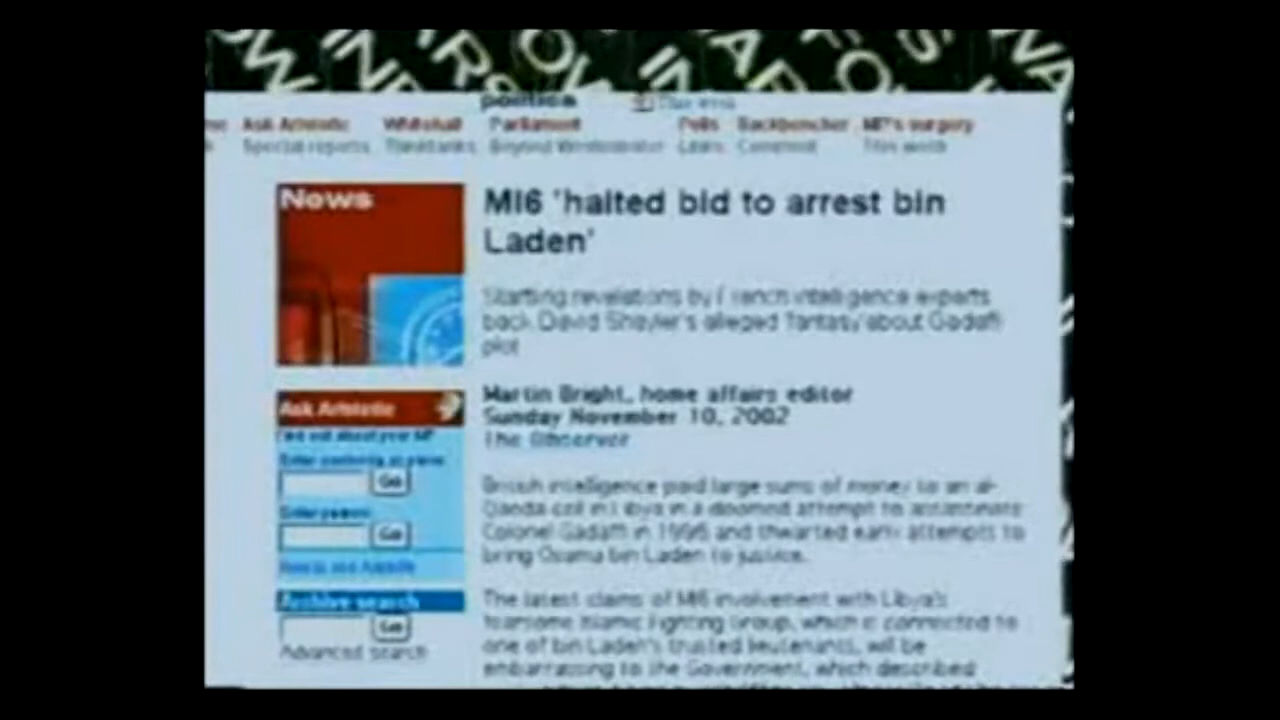 INF
politics
This week
Ask Aristotle Whitehall Parliament Polls Backbencher MP's surgery
Special reports Thinktanks Beyond Westminster Links Comment This week
News
MI6 'halted bid to arrest bin
Laden'
Startling revelations by French intelligence experts
back David Shayler's alleged 'fantasy' about Gadaffi
plot
Martin Bright, home affairs editor
Sunday November 10, 2002
The Observer
Ask Aristotle
Go
Go
Archive search
Go
Advanced search
British intelligence paid large sums of money to an al-
Qaeda cell in Libya in a doomed attempt to assassinate
Colonel Gadaffi in 1996 and thwarted early attempts to
bring Osama bin Laden to justice.
The latest claims of MI6 involvement with Libya's
fearsome Islamic Fighting Group, which is connected to
one of bin Laden's trusted lieutenants, will be
embarrassing to the Government, which described